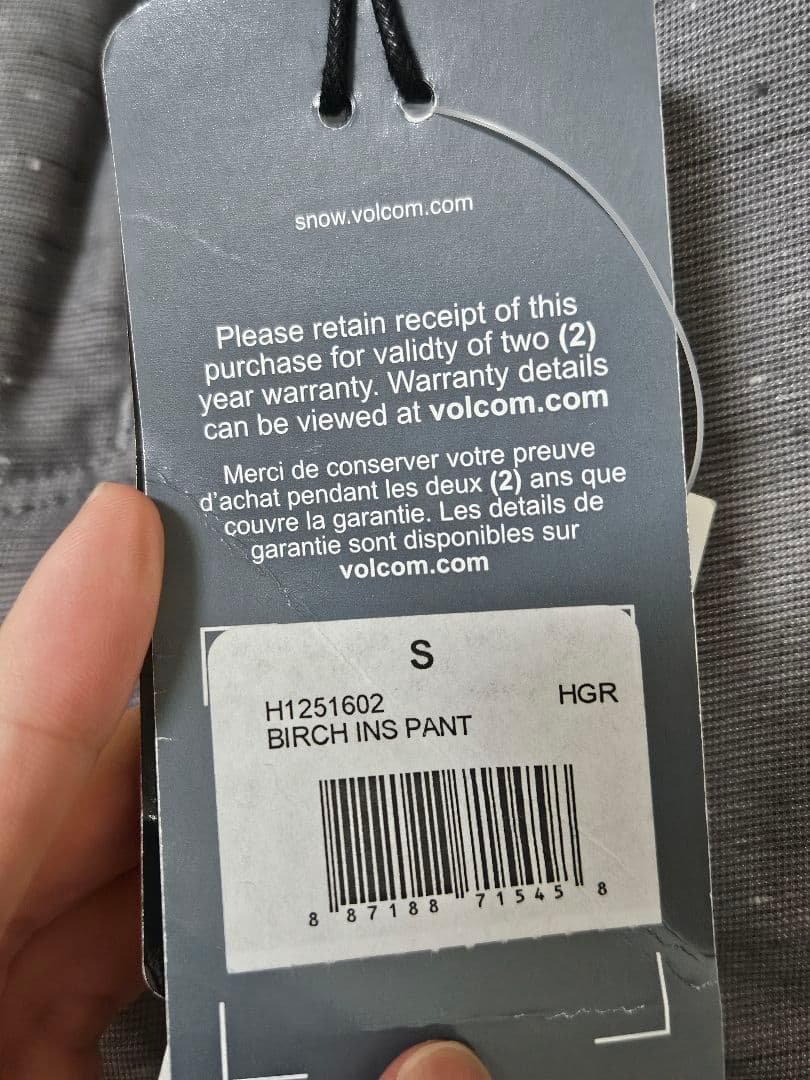 snow.volcom.com
Please retain receipt of this
purchase for validty of two (2)
year warranty. Warranty details
can be viewed at volcom.com
Merci de conserver votre preuve
d'achat pendant les deux (2) ans que
couvre la garantie. Les details de
garantie sont disponibles sur
volcom.com
S
H1251602 HGR
BIRCH INS PANT
8 87188 71545 8